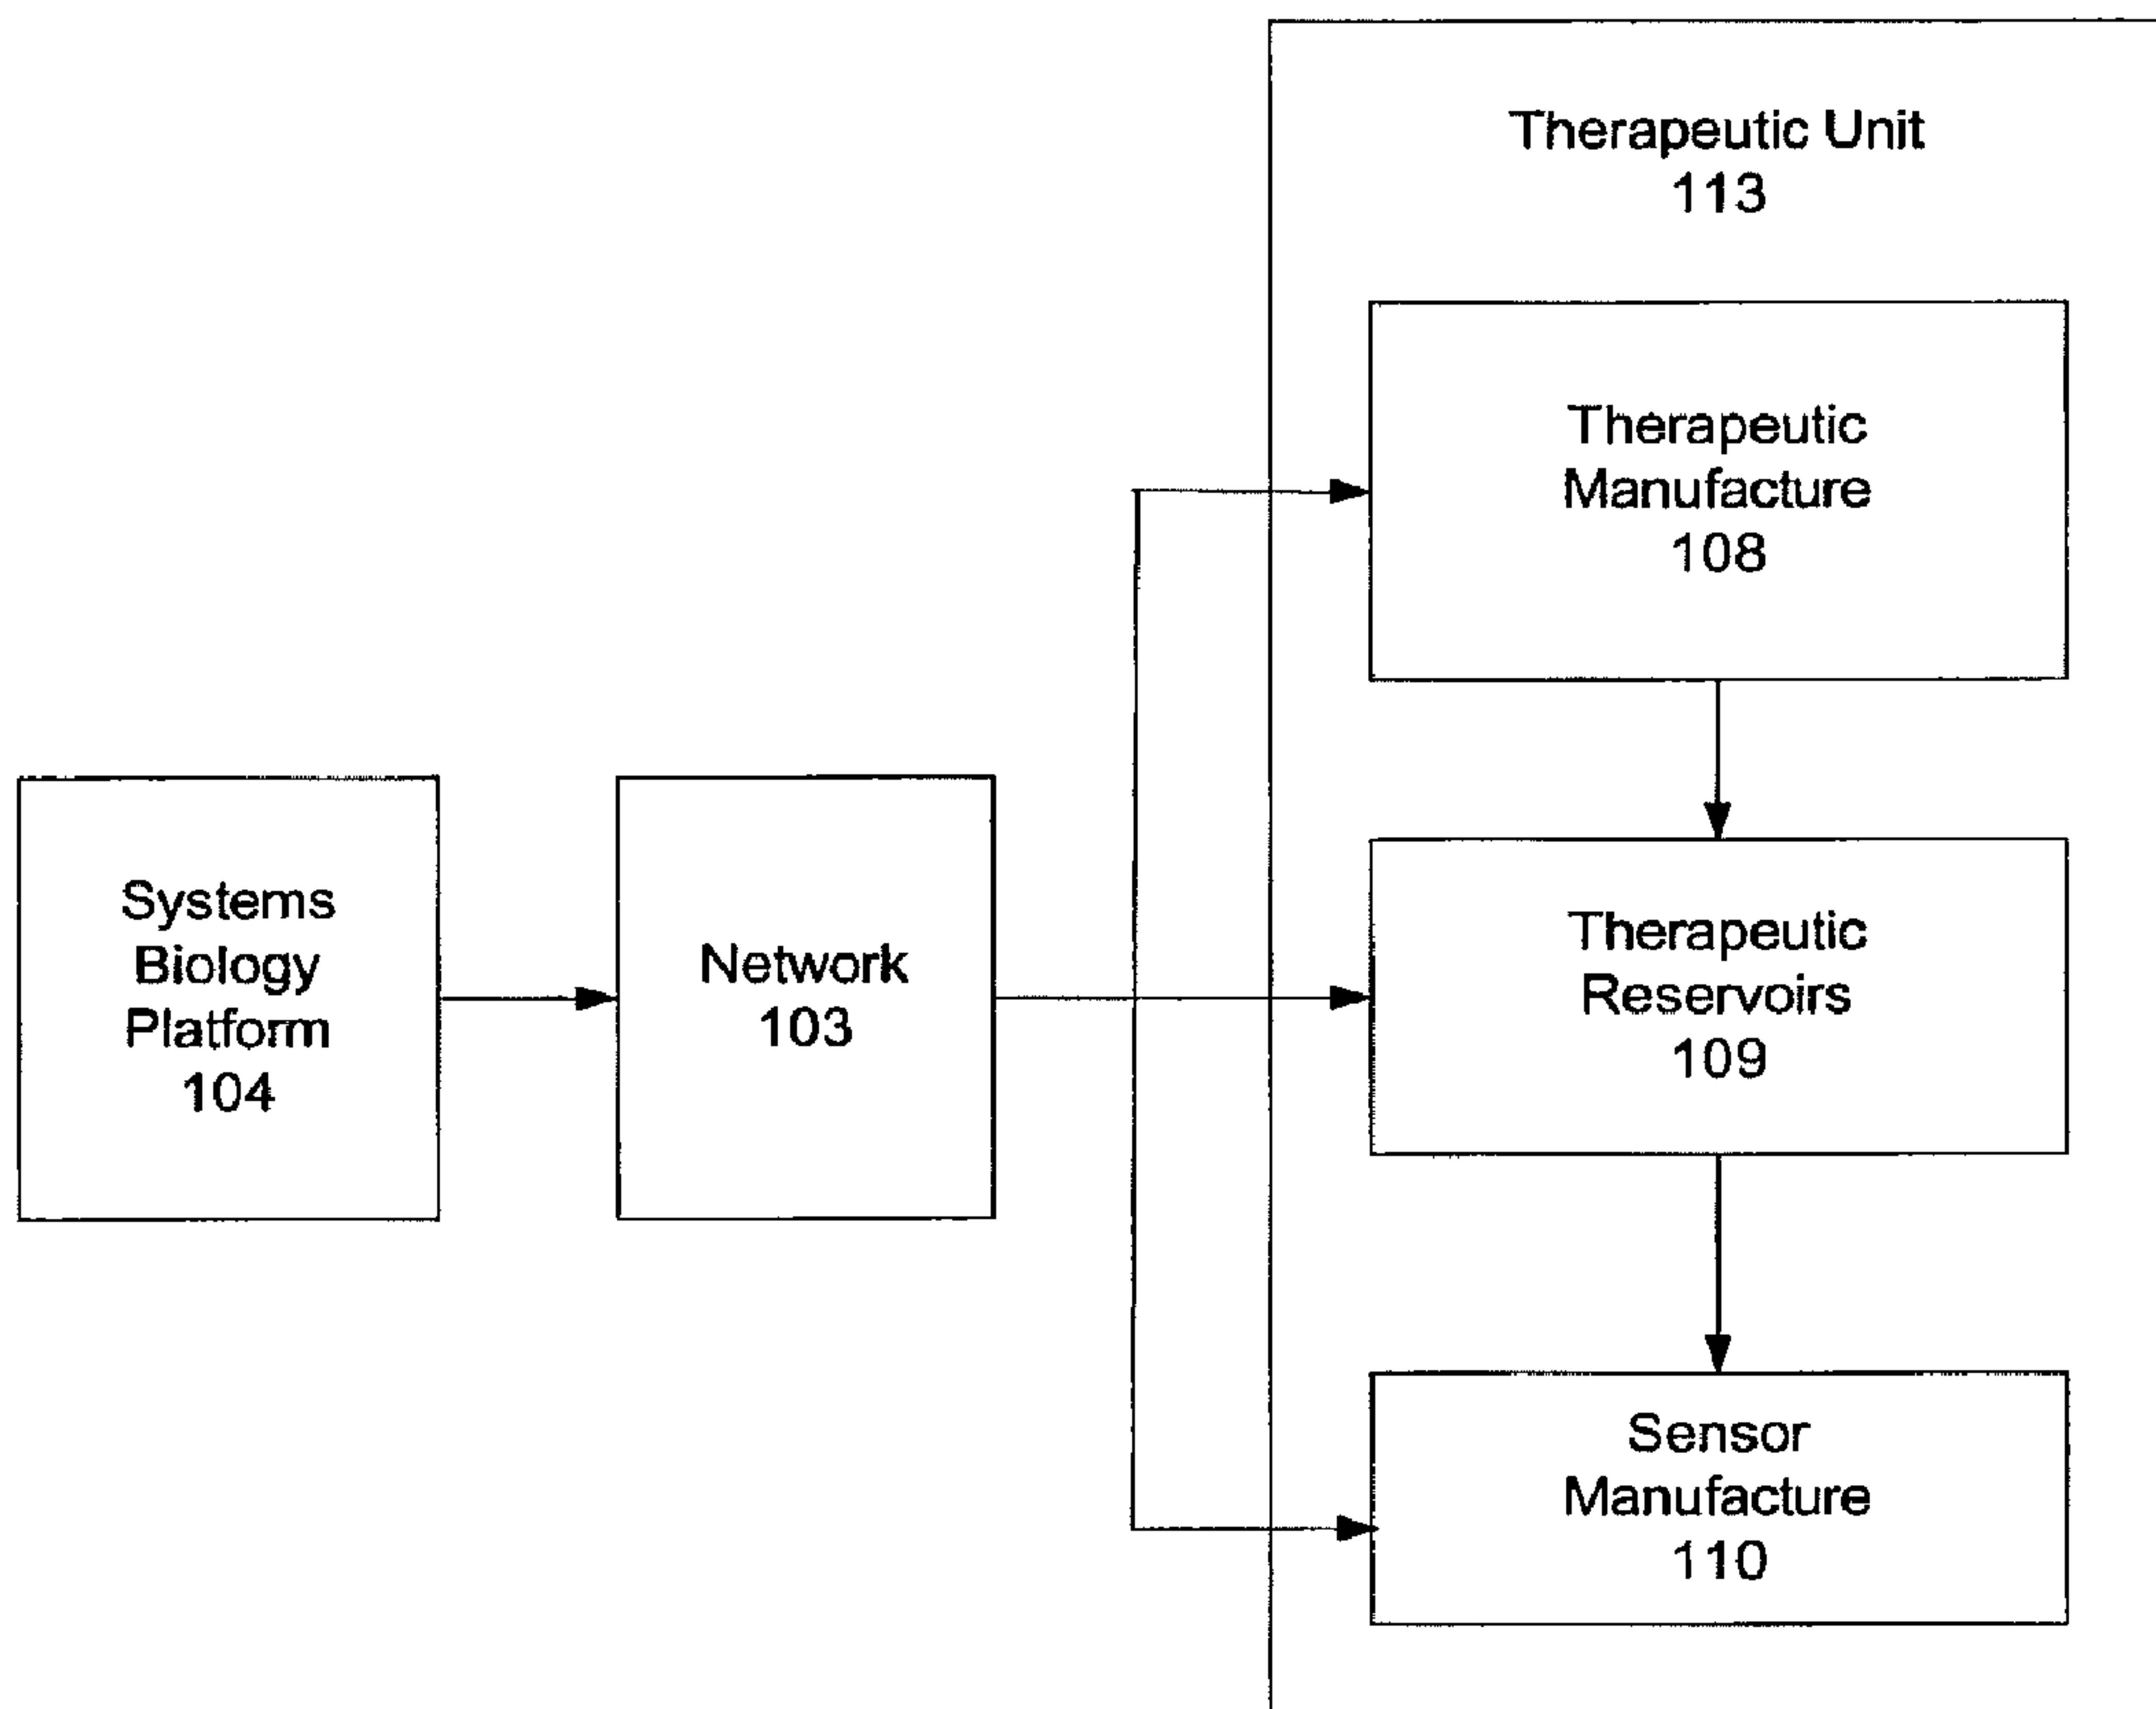 Therapeutic Unit
113
Therapeutic
Manufacture
108
Systems
Biology
Platform
104
Network
103
Therapeutic
Reservoirs
109
Sensor
Manufacture
110